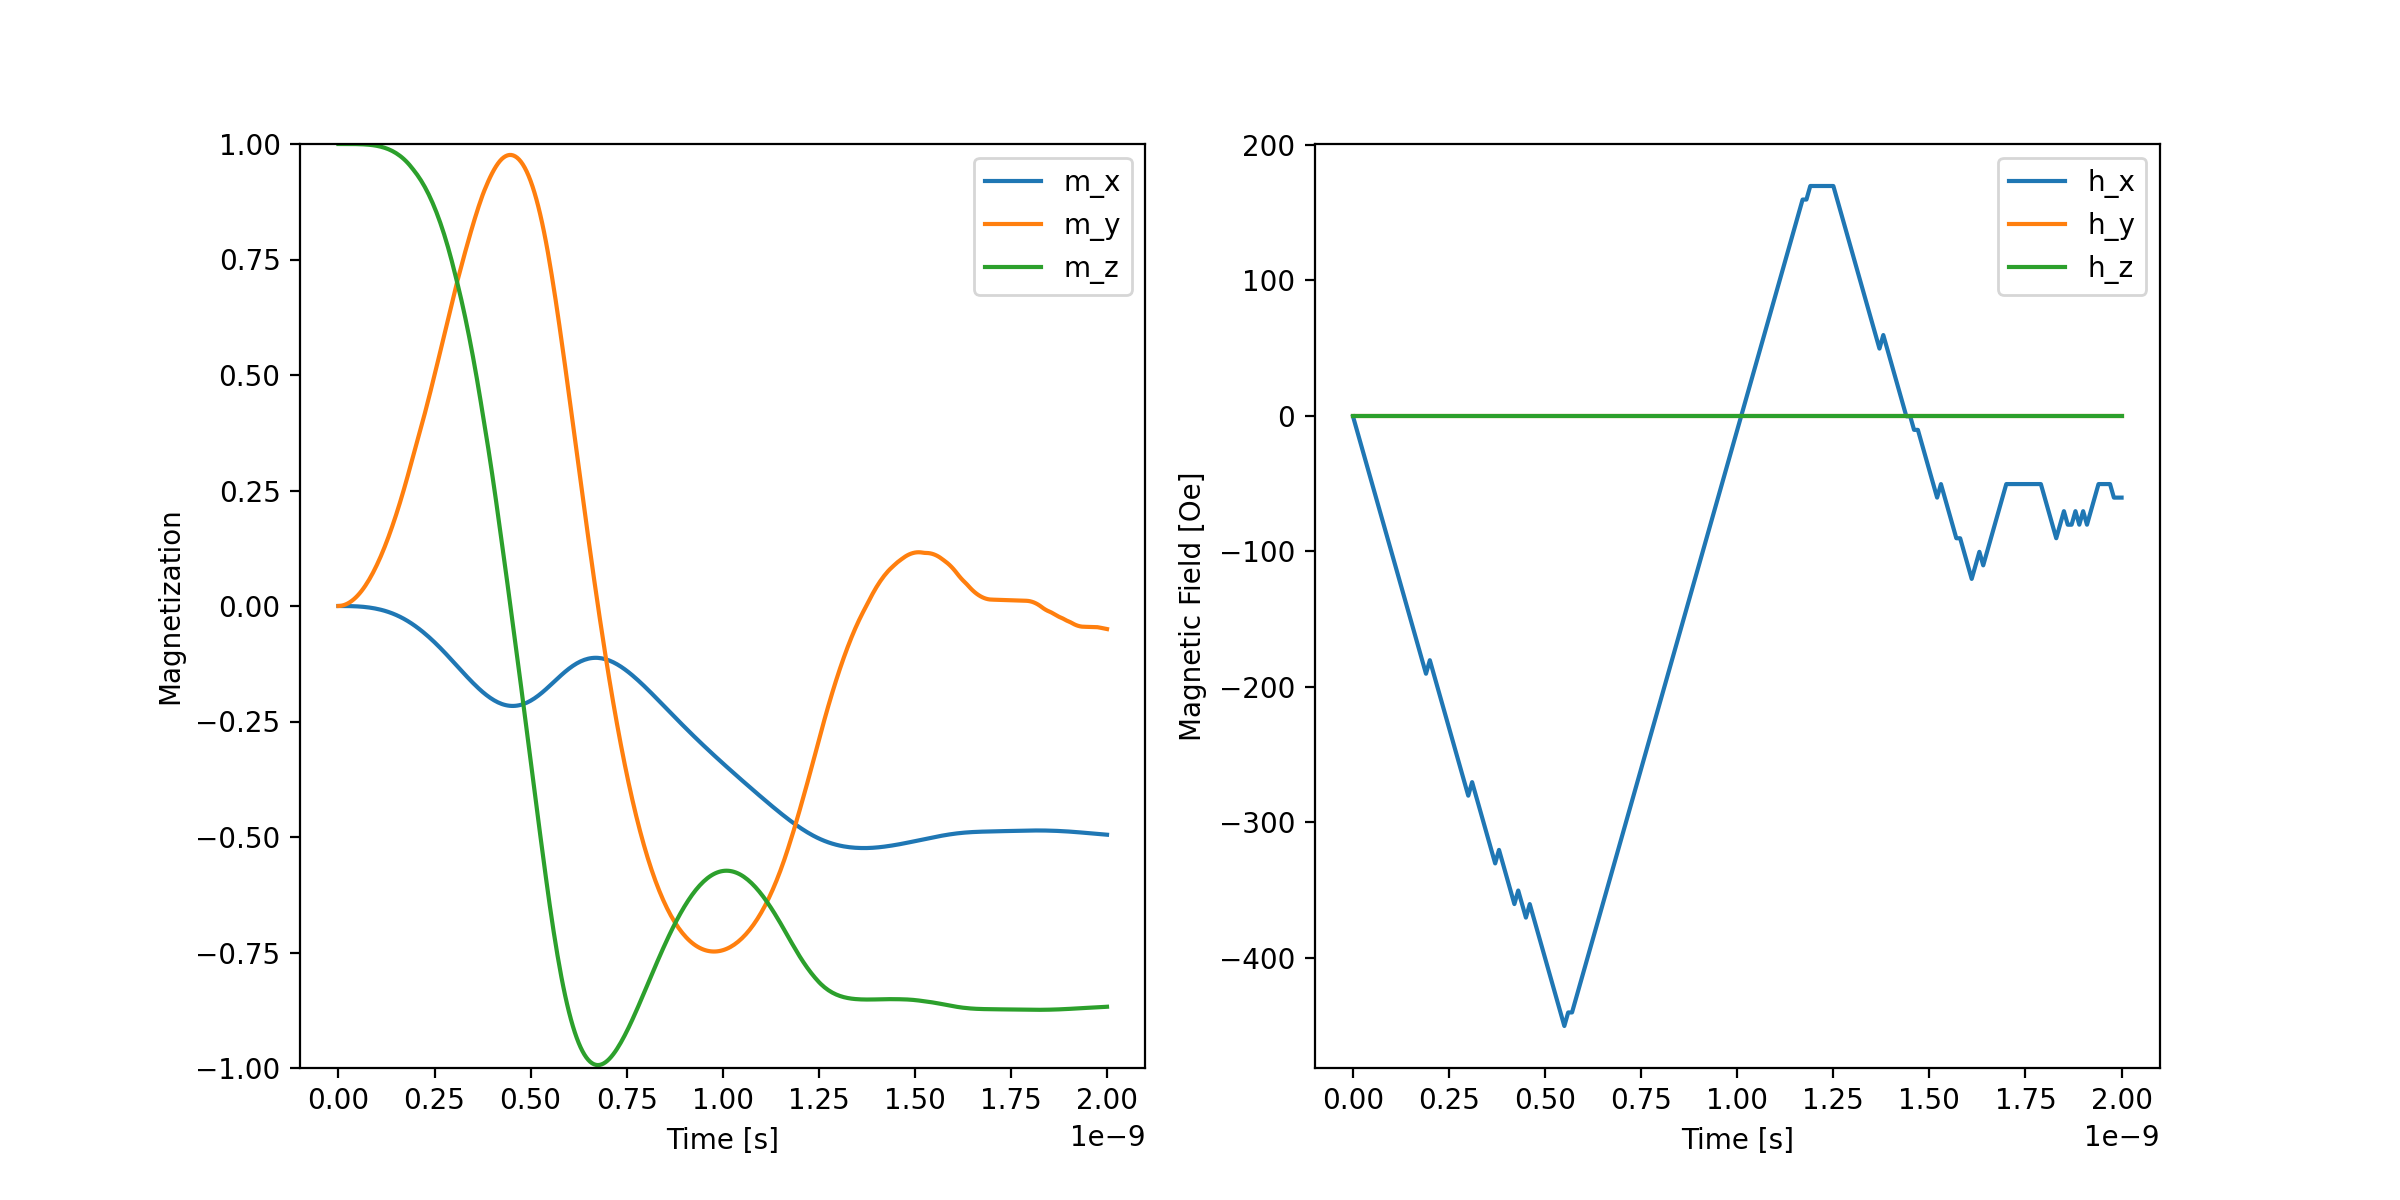 Magnetization
1.00
0.75
0.50
0.25
0.00
−0.25
−0.50
−0.75
−1.00
m_x
m_y
m_z
0.00 0.25 0.50 0.75 1.00 1.25 1.50 1.75 2.00
Time [s]
1e−9
Magnetic Field [Oe]
200
100
0
−100
−200
−300
−400
h_x
h_y
h_z
0.00 0.25 0.50 0.75 1.00 1.25 1.50 1.75 2.00
Time [s]
1e−9